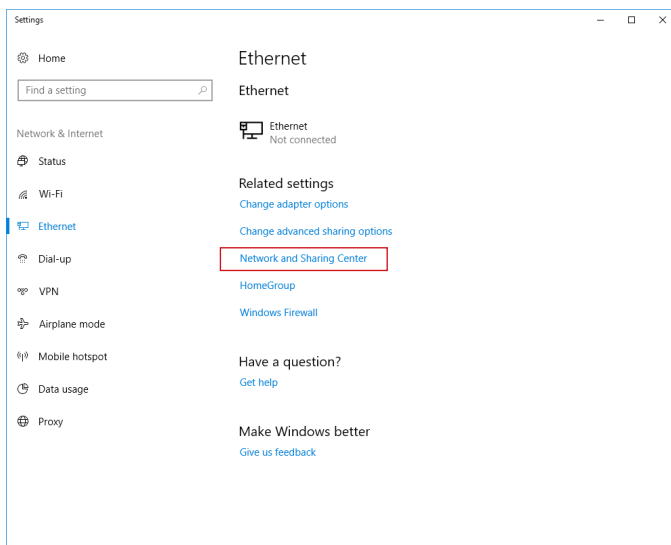 Settings
Home
Find a setting
Network & Internet
Status
Wi-Fi
Ethernet
Dial-up
VPN
Airplane mode
Mobile hotspot
Data usage
Proxy
Ethernet
Ethernet
Ethernet
Not connected
Related settings
Change adapter options
Change advanced sharing options
Network and Sharing Center
HomeGroup
Windows Firewall
Have a question?
Get help
Make Windows better
Give us feedback